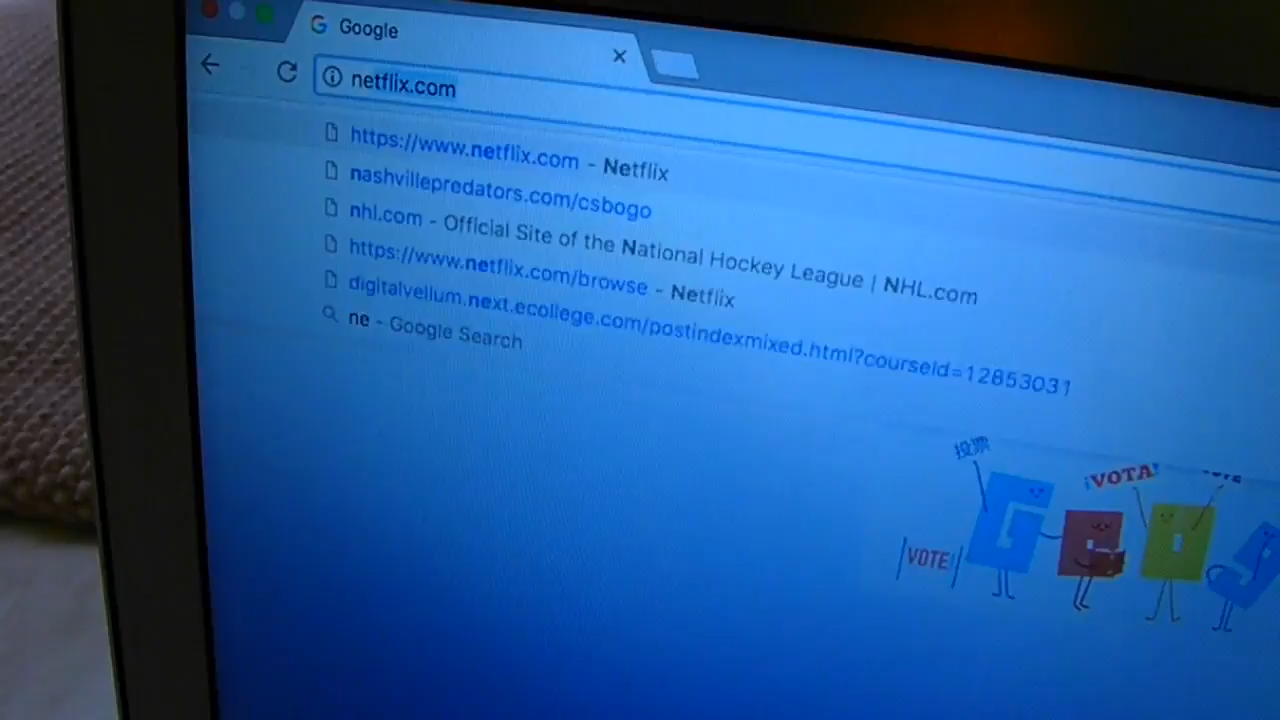 Google
netflix.com
https://www.netflix.com - Netflix
nashvillepredators.com/csbogo
nhl.com - Official Site of the National Hockey League | NHL.com
https://www.netflix.com/browse - Netflix
digitalvellum.next.ecollege.com/postindexmixed.html?courseId=12853031
ne - Google Search
投票
¡VOTA!
VOTE!